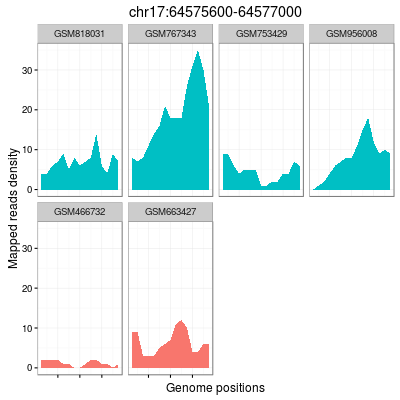 chr17:64575600-64577000
GSM818031 GSM767343 GSM753429 GSM956008
30
20
10
0
GSM466732 GSM663427
30
20
10
0
Mapped reads density
Genome positions